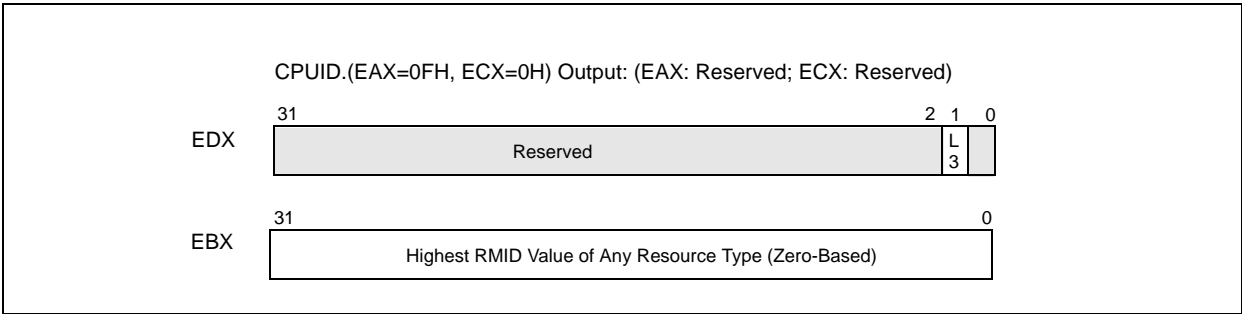 CPUID.(EAX=0FH, ECX=0H) Output: (EAX: Reserved; ECX: Reserved)
31 2 1 0
EDX Reserved L
3
31 0
EBX Highest RMID Value of Any Resource Type (Zero-Based)